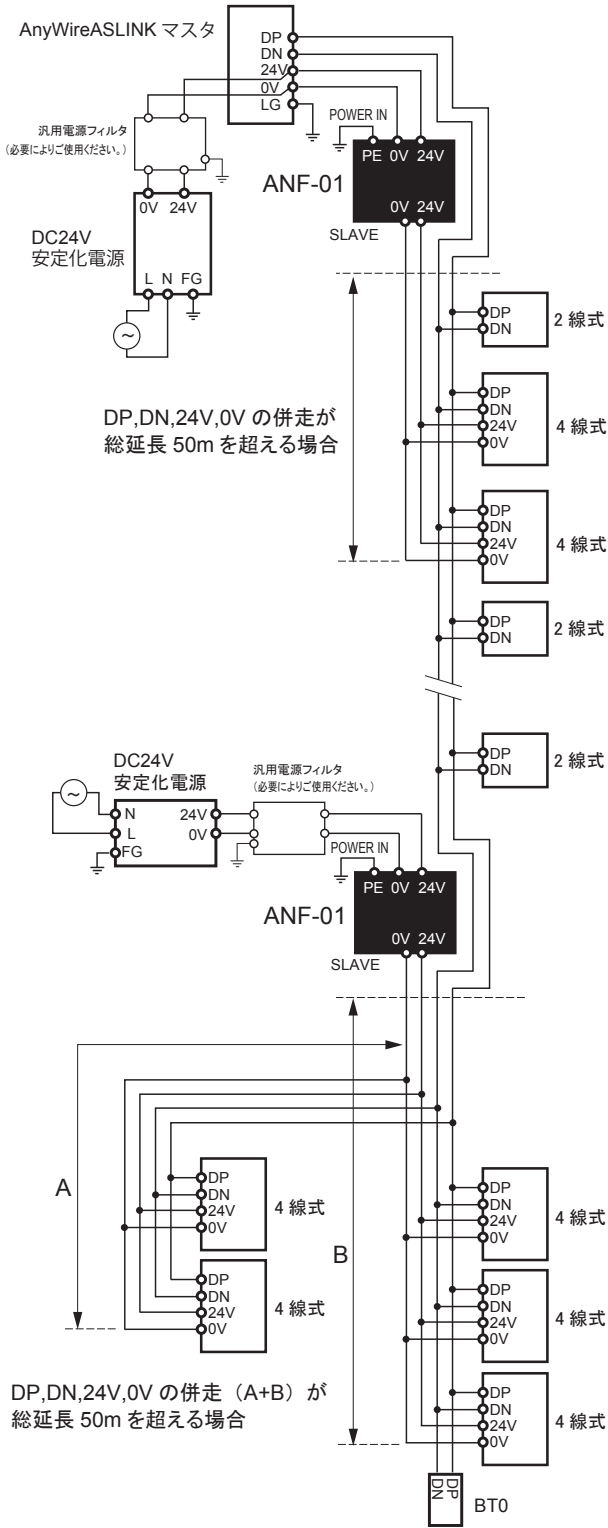 AnyWireASLINK マスタ
DP
DN
24V
0V
LG
汎用電源フィルタ
(必要によりご使用ください。)
POWER IN
PE 0V 24V
ANF-01
0V 24V
SLAVE
0V 24V
DC24V
安定化電源
L N FG
~
DP
DN
2 線式
DP,DN,24V,0V の併走が
総延長 50m を超える場合
DP
DN
24V
0V
4 線式
DP
DN
24V
0V
4 線式
DP
DN
2 線式
DP
DN
2 線式
DC24V
安定化電源
~
N
L
FG
24V
0V
汎用電源フィルタ
(必要によりご使用ください。)
POWER IN
PE 0V 24V
ANF-01
0V 24V
SLAVE
A
DP
DN
24V
0V
4 線式
DP
DN
24V
0V
4 線式
B
DP
DN
24V
0V
4 線式
DP
DN
24V
0V
4 線式
DP
DN
24V
0V
4 線式
DP,DN,24V,0V の併走（A+B）が
総延長 50m を超える場合
DP
DN
BT0